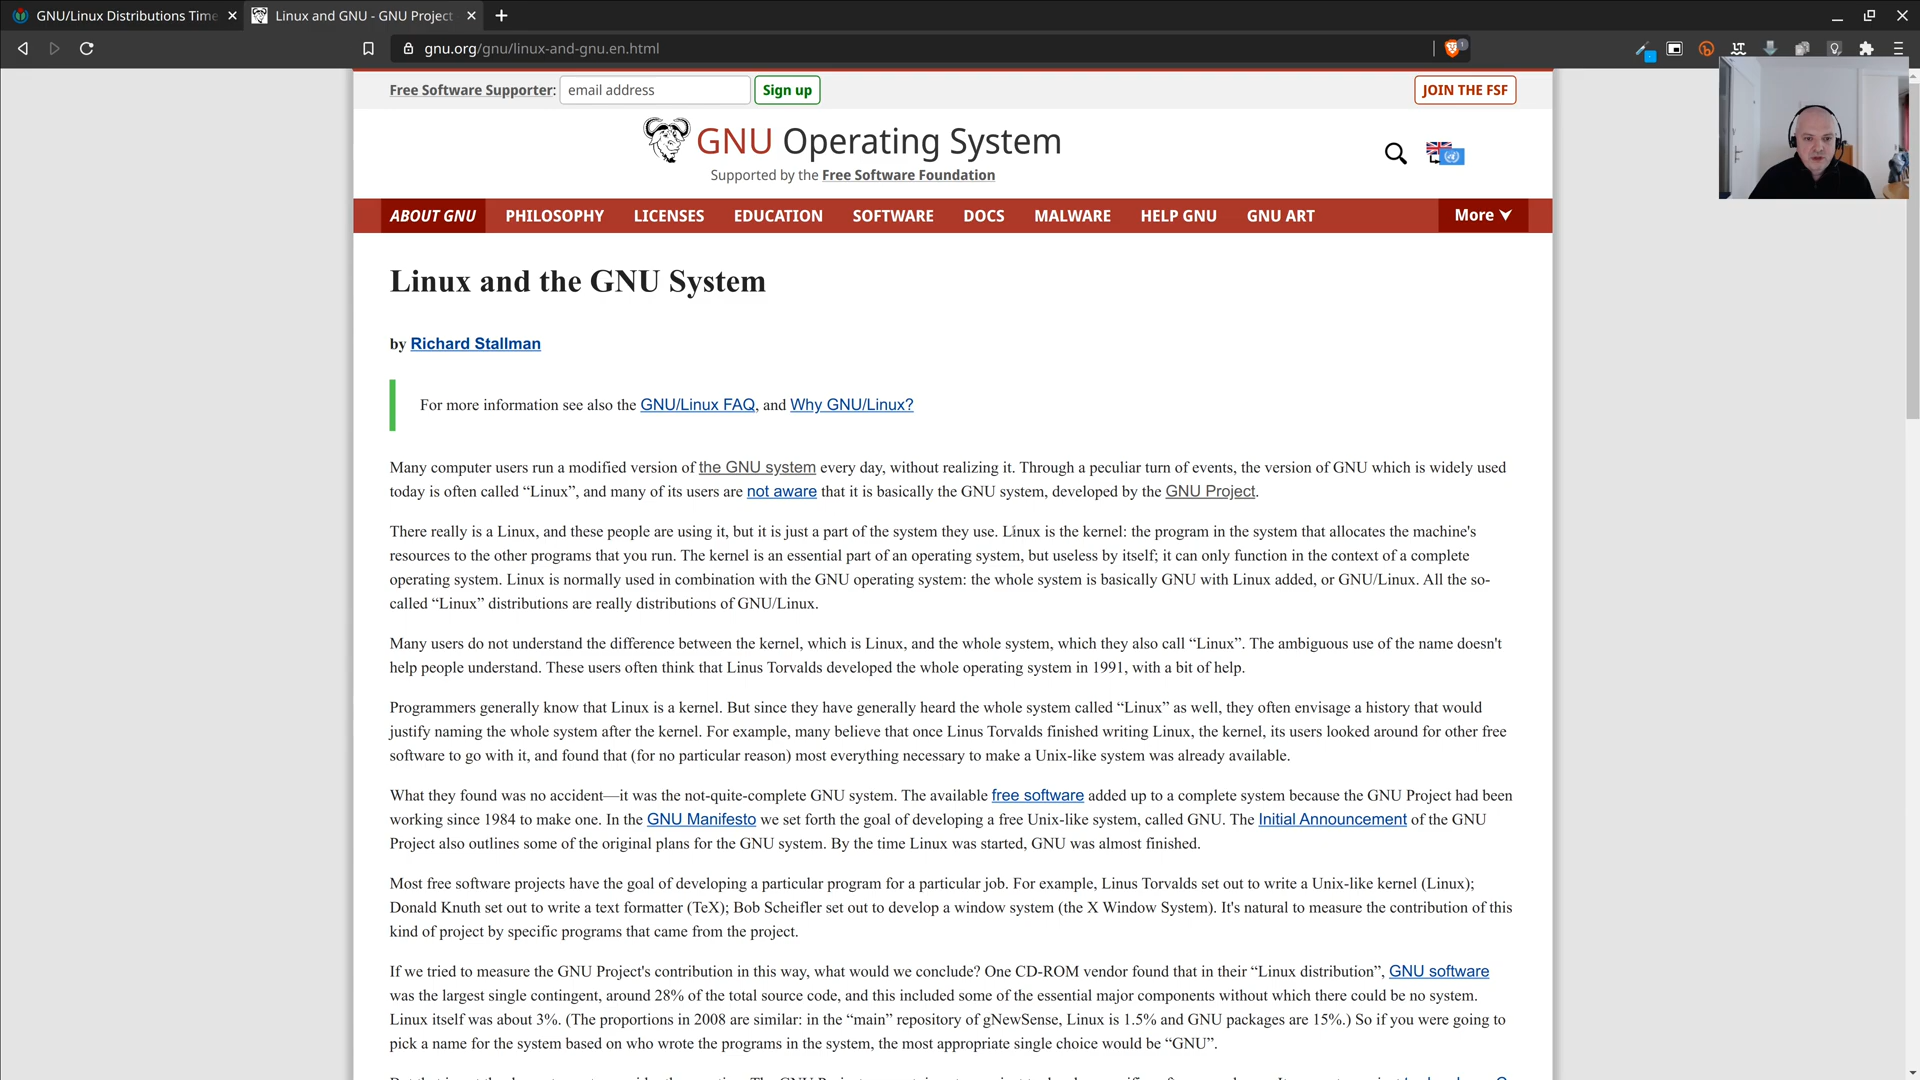 GNU/Linux Distributions Time
Linux and GNU - GNU Project
gnu.org/gnu/linux-and-gnu.en.html
1
Free Software Supporter: email address Sign up
JOIN THE FSF
GNU Operating System
Supported by the Free Software Foundation
ABOUT GNU PHILOSOPHY LICENSES EDUCATION SOFTWARE DOCS MALWARE HELP GNU GNU ART More
Linux and the GNU System
by Richard Stallman
For more information see also the GNU/Linux FAQ, and Why GNU/Linux?
Many computer users run a modified version of the GNU system every day, without realizing it. Through a peculiar turn of events, the version of GNU which is widely used
today is often called “Linux”, and many of its users are not aware that it is basically the GNU system, developed by the GNU Project.
There really is a Linux, and these people are using it, but it is just a part of the system they use. Linux is the kernel: the program in the system that allocates the machine's
resources to the other programs that you run. The kernel is an essential part of an operating system, but useless by itself; it can only function in the context of a complete
operating system. Linux is normally used in combination with the GNU operating system: the whole system is basically GNU with Linux added, or GNU/Linux. All the so-
called “Linux” distributions are really distributions of GNU/Linux.
Many users do not understand the difference between the kernel, which is Linux, and the whole system, which they also call “Linux”. The ambiguous use of the name doesn't
help people understand. These users often think that Linus Torvalds developed the whole operating system in 1991, with a bit of help.
Programmers generally know that Linux is a kernel. But since they have generally heard the whole system called “Linux” as well, they often envisage a history that would
justify naming the whole system after the kernel. For example, many believe that once Linus Torvalds finished writing Linux, the kernel, its users looked around for other free
software to go with it, and found that (for no particular reason) most everything necessary to make a Unix-like system was already available.
What they found was no accident—it was the not-quite-complete GNU system. The available free software added up to a complete system because the GNU Project had been
working since 1984 to make one. In the GNU Manifesto we set forth the goal of developing a free Unix-like system, called GNU. The Initial Announcement of the GNU
Project also outlines some of the original plans for the GNU system. By the time Linux was started, GNU was almost finished.
Most free software projects have the goal of developing a particular program for a particular job. For example, Linus Torvalds set out to write a Unix-like kernel (Linux);
Donald Knuth set out to write a text formatter (TeX); Bob Scheifler set out to develop a window system (the X Window System). It's natural to measure the contribution of this
kind of project by specific programs that came from the project.
If we tried to measure the GNU Project's contribution in this way, what would we conclude? One CD-ROM vendor found that in their “Linux distribution”, GNU software
was the largest single contingent, around 28% of the total source code, and this included some of the essential major components without which there could be no system.
Linux itself was about 3%. (The proportions in 2008 are similar: in the “main” repository of gNewSense, Linux is 1.5% and GNU packages are 15%.) So if you were going to
pick a name for the system based on who wrote the programs in the system, the most appropriate single choice would be “GNU”.